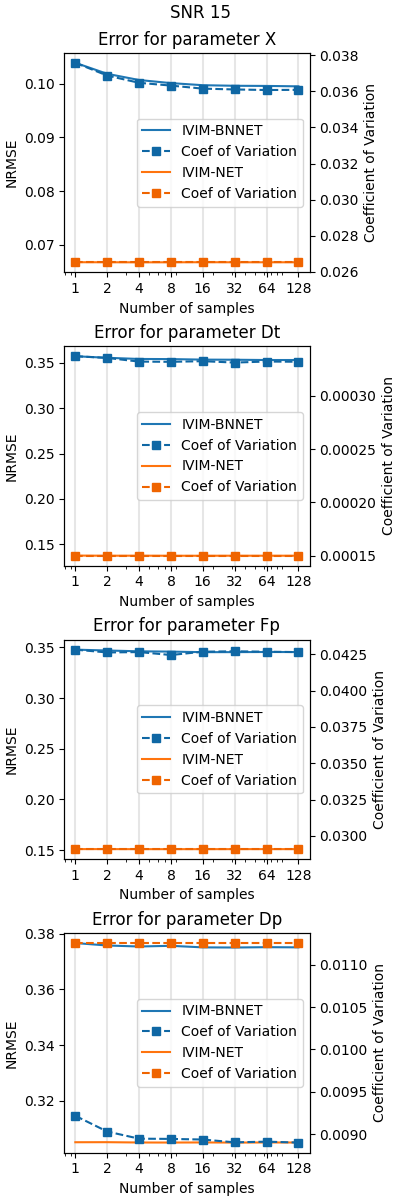 SNR 15
Error for parameter X
NRMSE
0.10
0.09
0.08
0.07
0.038
0.036
0.034
0.032
0.030
0.028
0.026
Coefficient of Variation
IVIM-BNNET
Coef of Variation
IVIM-NET
Coef of Variation
1 2 4 8 16 32 64 128
Number of samples
Error for parameter Dt
NRMSE
0.35
0.30
0.25
0.20
0.15
0.00030
0.00025
0.00020
0.00015
Coefficient of Variation
IVIM-BNNET
Coef of Variation
IVIM-NET
Coef of Variation
1 2 4 8 16 32 64 128
Number of samples
Error for parameter Fp
NRMSE
0.35
0.30
0.25
0.20
0.15
0.0425
0.0400
0.0375
0.0350
0.0325
0.0300
Coefficient of Variation
IVIM-BNNET
Coef of Variation
IVIM-NET
Coef of Variation
1 2 4 8 16 32 64 128
Number of samples
Error for parameter Dp
NRMSE
0.38
0.36
0.34
0.32
0.0110
0.0105
0.0100
0.0095
0.0090
Coefficient of Variation
IVIM-BNNET
Coef of Variation
IVIM-NET
Coef of Variation
1 2 4 8 16 32 64 128
Number of samples